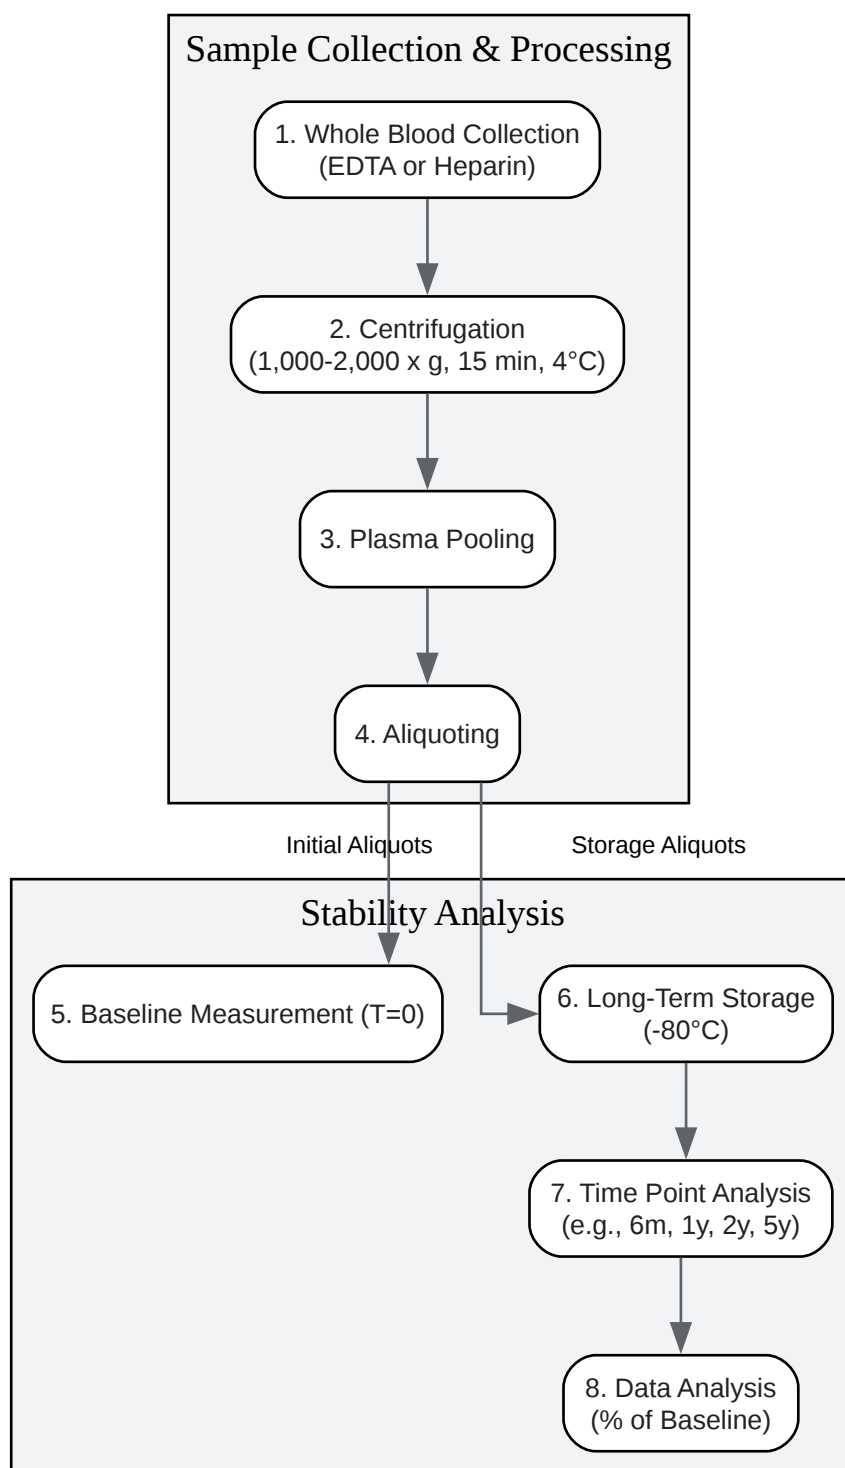 Sample Collection & Processing
1. Whole Blood Collection
(EDTA or Heparin)
2. Centrifugation
(1,000-2,000 x g, 15 min, 4°C)
3. Plasma Pooling
4. Aliquoting
Initial Aliquots
Storage Aliquots
Stability Analysis
5. Baseline Measurement (T=0)
6. Long-Term Storage
(-80°C)
7. Time Point Analysis
(e.g., 6m, 1y, 2y, 5y)
8. Data Analysis
(% of Baseline)